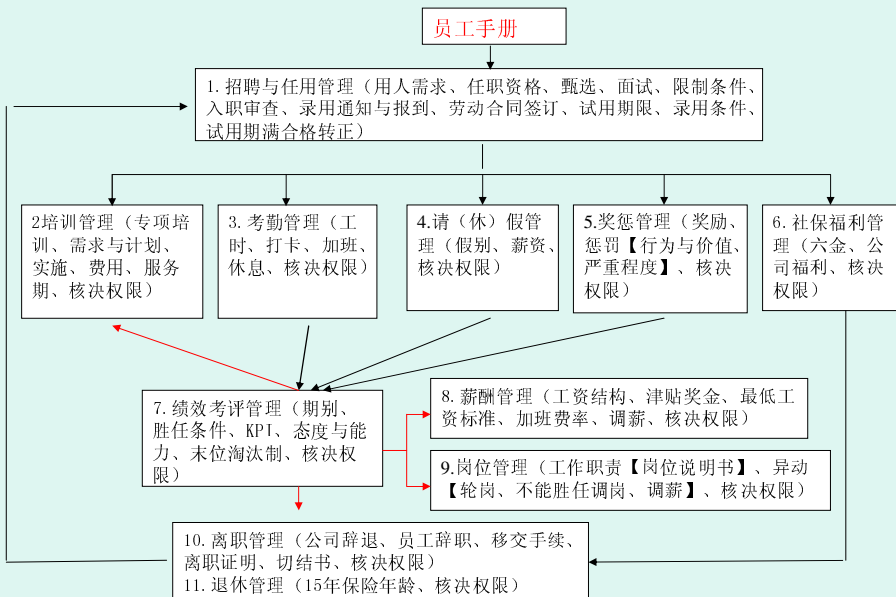 员工手册
1. 招聘与任用管理（用人需求、任职资格、甄选、面试、限制条件、
入职审查、录用通知与报到、劳动合同签订、试用期限、录用条件、
试用期满合格转正）
2培训管理（专项培
训、需求与计划、
实施、费用、服务
期、核决权限）
3. 考勤管理（工
时、打卡、加班、
休息、核决权限）
4.请（休）假管
理（假别、薪资、
核决权限）
5.奖惩管理（奖励、
惩罚【行为与价值、
严重程度】、核决
权限）
6. 社保福利管
理（六金、公
司福利、核决
权限）
7. 绩效考评管理（期别、
胜任条件、KPI、态度与能
力、末位淘汰制、核决权
限）
8. 薪酬管理（工资结构、津贴奖金、最低工
资标准、加班费率、调薪、核决权限）
9.岗位管理（工作职责【岗位说明书】、异动
【轮岗、不能胜任调岗、调薪】、核决权限）
10. 离职管理（公司辞退、员工辞职、移交手续、
离职证明、切结书、核决权限）
11. 退休管理（15年保险年龄、核决权限）